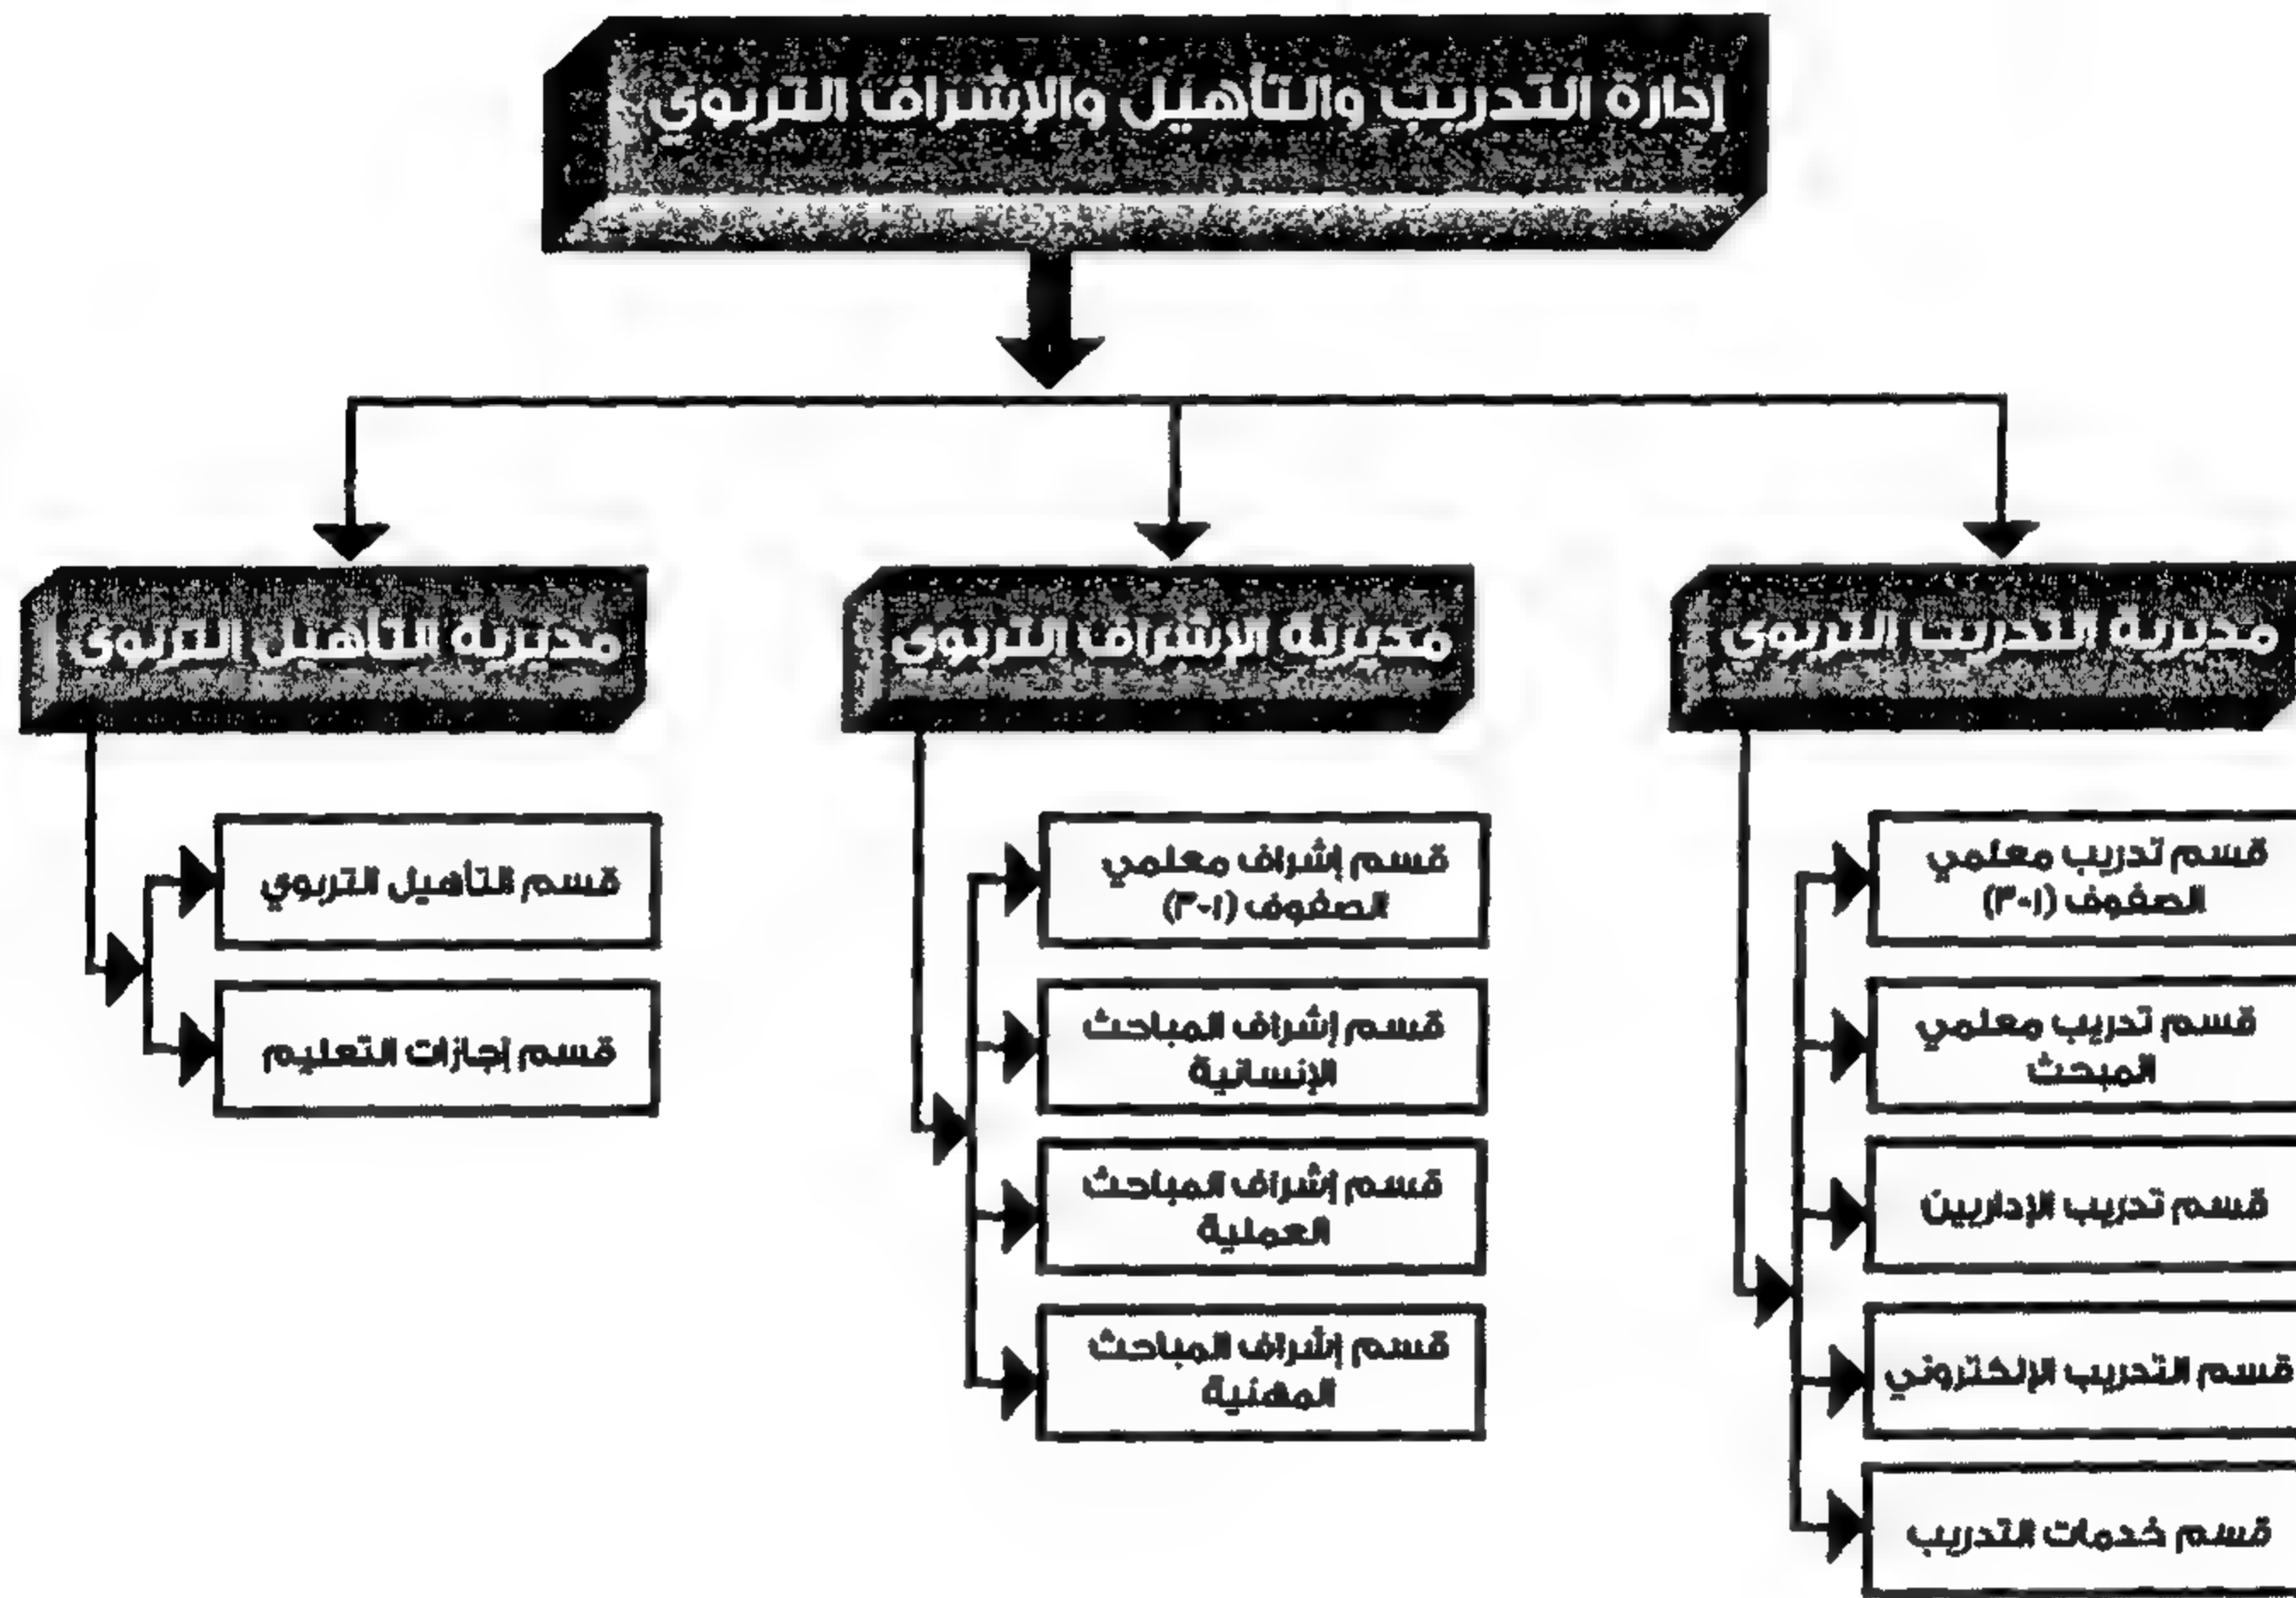 إدارة التدريب والتأهيل والإشراف التربوي
مديرية التدريب التربوي
قسم تدريب معلمي
الصفوف (١-٣)
قسم تدريب معلمي
المبحث
قسم تدريب الإداريين
قسم التدريب الإلكتروني
قسم خدمات التدريب
مديرية الإشراف التربوي
قسم إشراف معلمي
الصفوف (١-٣)
قسم إشراف المباحث
الإنسانية
قسم إشراف المباحث
العملية
قسم إشراف المباحث
المهنية
مديرية التأهيل التربوي
قسم التأهيل التربوي
قسم إجازات التعليم